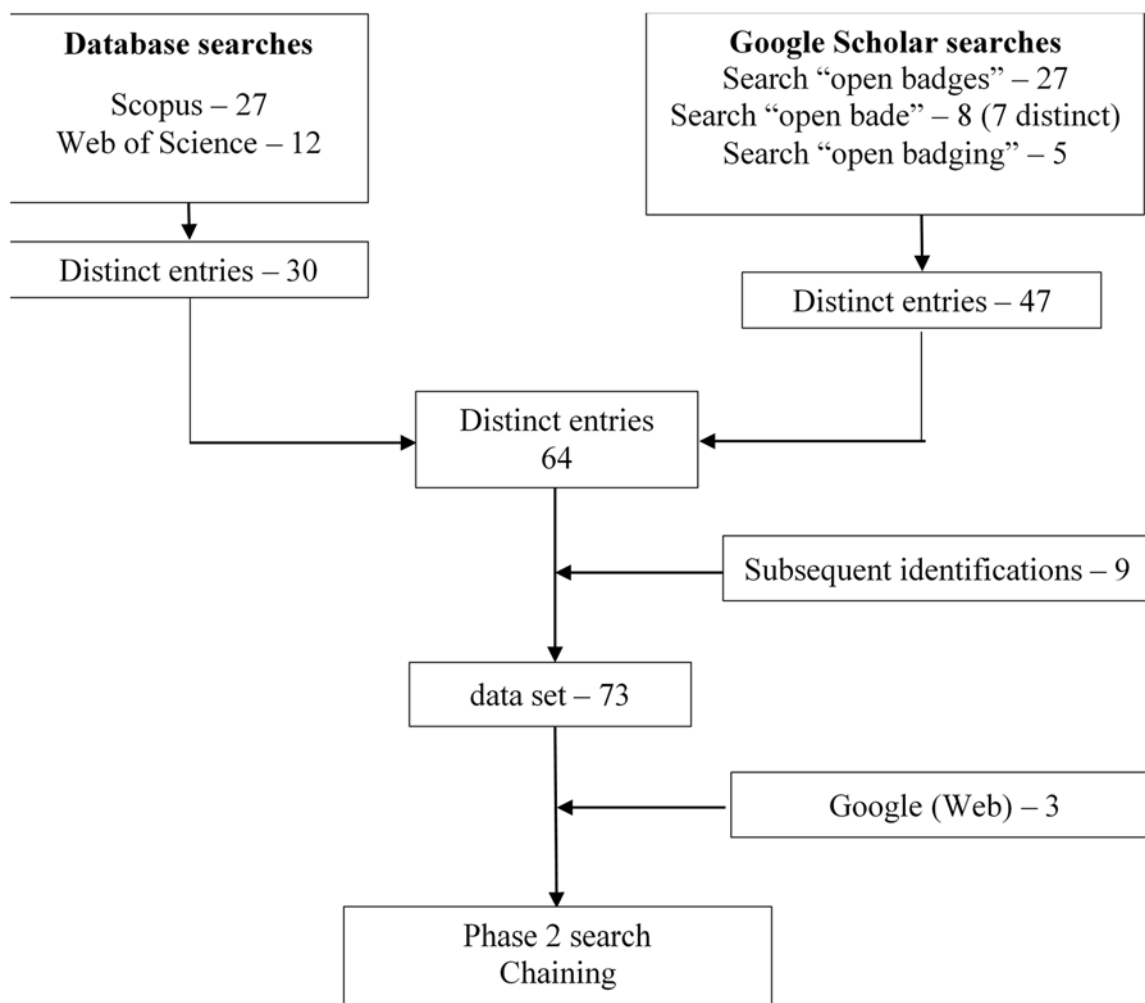 Database searches
Scopus – 27
Web of Science – 12
Google Scholar searches
Search “open badges” – 27
Search “open bade” – 8 (7 distinct)
Search “open badging” – 5
Distinct entries – 30
Distinct entries – 47
Distinct entries
64
Subsequent identifications – 9
data set – 73
Google (Web) – 3
Phase 2 search
Chaining